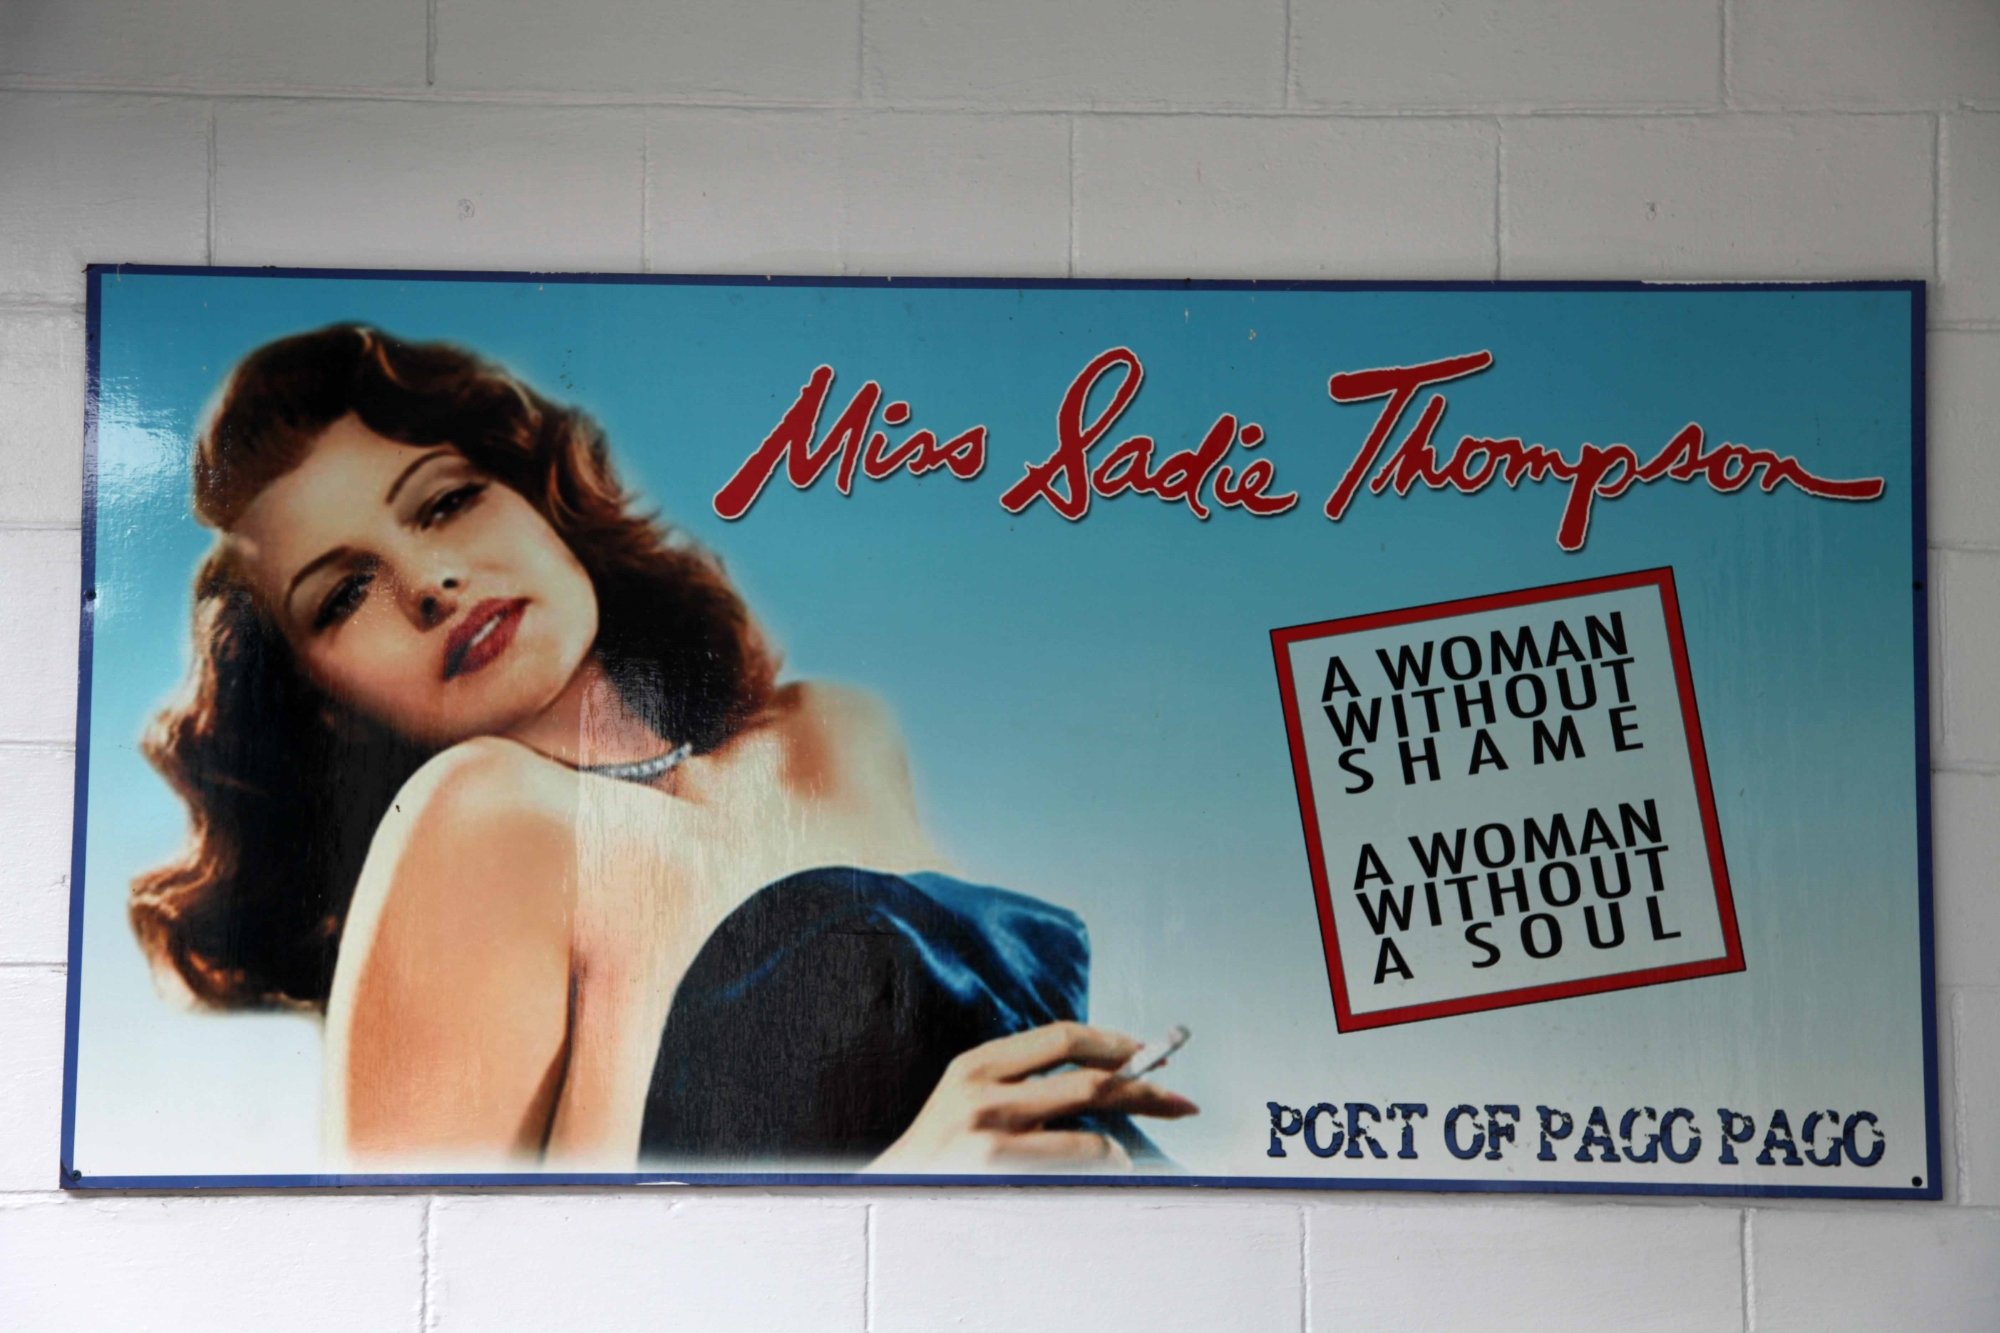 Miss Sadie Thompson
A WOMAN
WITHOUT
SHAME
A WOMAN
WITHOUT
A SOUL
PORT OF PAGO PAGO